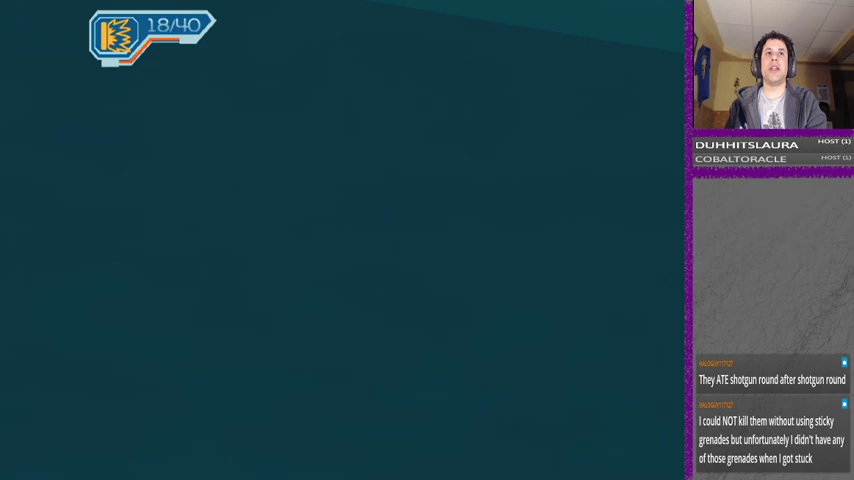 18/40
DUHHITSLAURA HOST (1)
COBALTORACLE HOST (1)
They ATE shotgun round after shotgun round
I could NOT kill them without using sticky
grenades but unfortunately I didn't have any
of those grenades when I got stuck